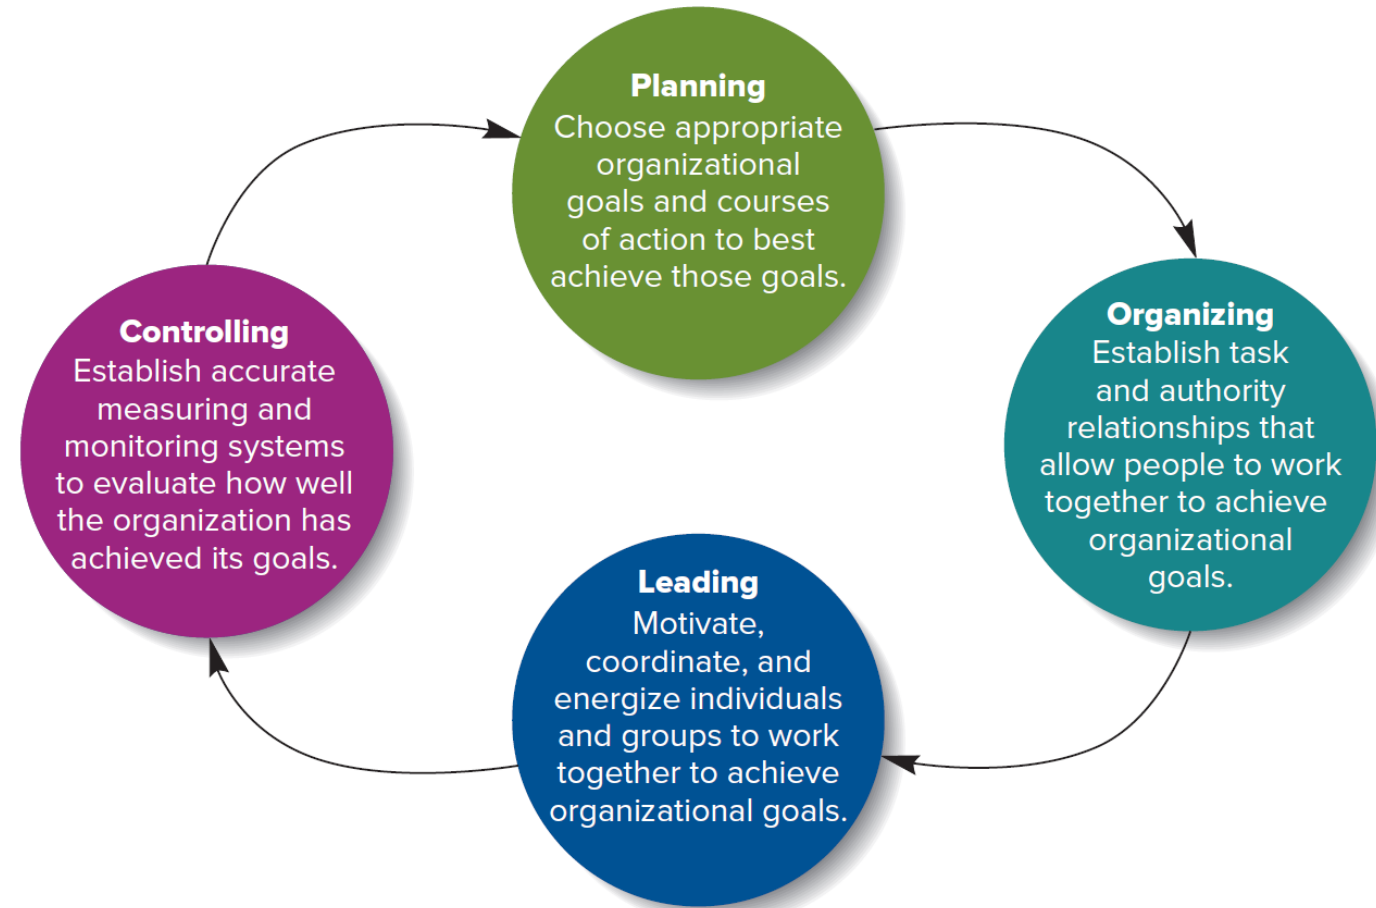 Planning
Choose appropriate
organizational
goals and courses
of action to best
achieve those goals.
Organizing
Establish task
and authority
relationships that
allow people to work
together to achieve
organizational
goals.
Leading
Motivate,
coordinate, and
energize individuals
and groups to work
together to achieve
organizational goals.
Controlling
Establish accurate
measuring and
monitoring systems
to evaluate how well
the organization has
achieved its goals.